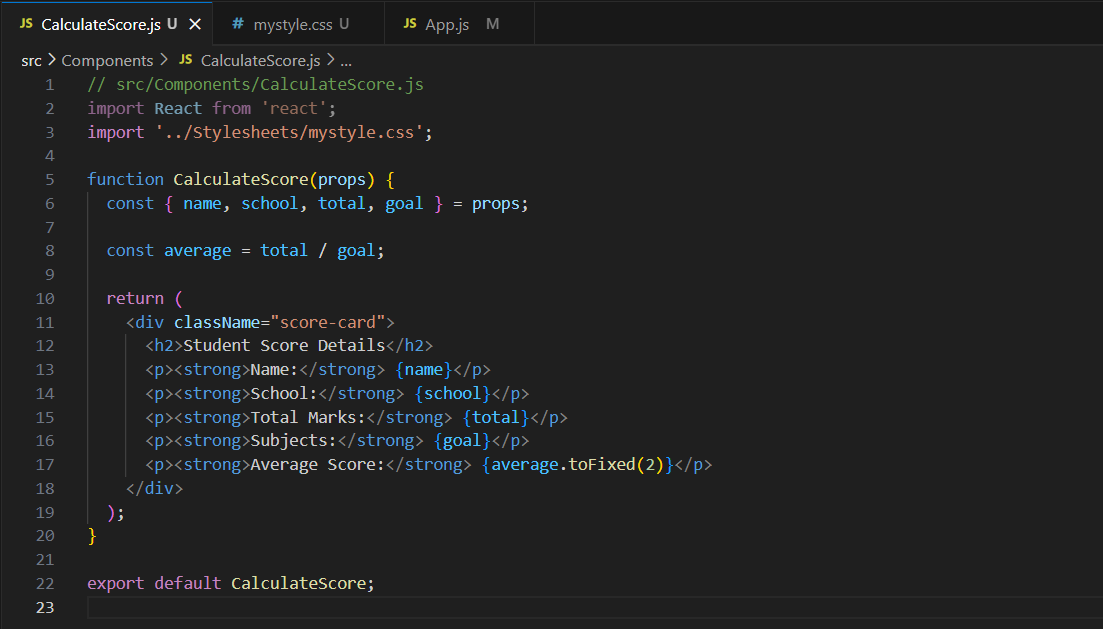 JS CalculateScore.js U ×
# mystyle.css U
JS App.js M
src > Components > JS CalculateScore.js > ...
1 // src/Components/CalculateScore.js
2 import React from 'react';
3 import '../Stylesheets/mystyle.css';
4
5 function CalculateScore(props) {
6   const { name, school, total, goal } = props;
7
8   const average = total / goal;
9
10   return (
11     <div className="score-card">
12       <h2>Student Score Details</h2>
13       <p><strong>Name:</strong> {name}</p>
14       <p><strong>School:</strong> {school}</p>
15       <p><strong>Total Marks:</strong> {total}</p>
16       <p><strong>Subjects:</strong> {goal}</p>
17       <p><strong>Average Score:</strong> {average.toFixed(2)}</p>
18     </div>
19   );
20 }
21
22 export default CalculateScore;
23